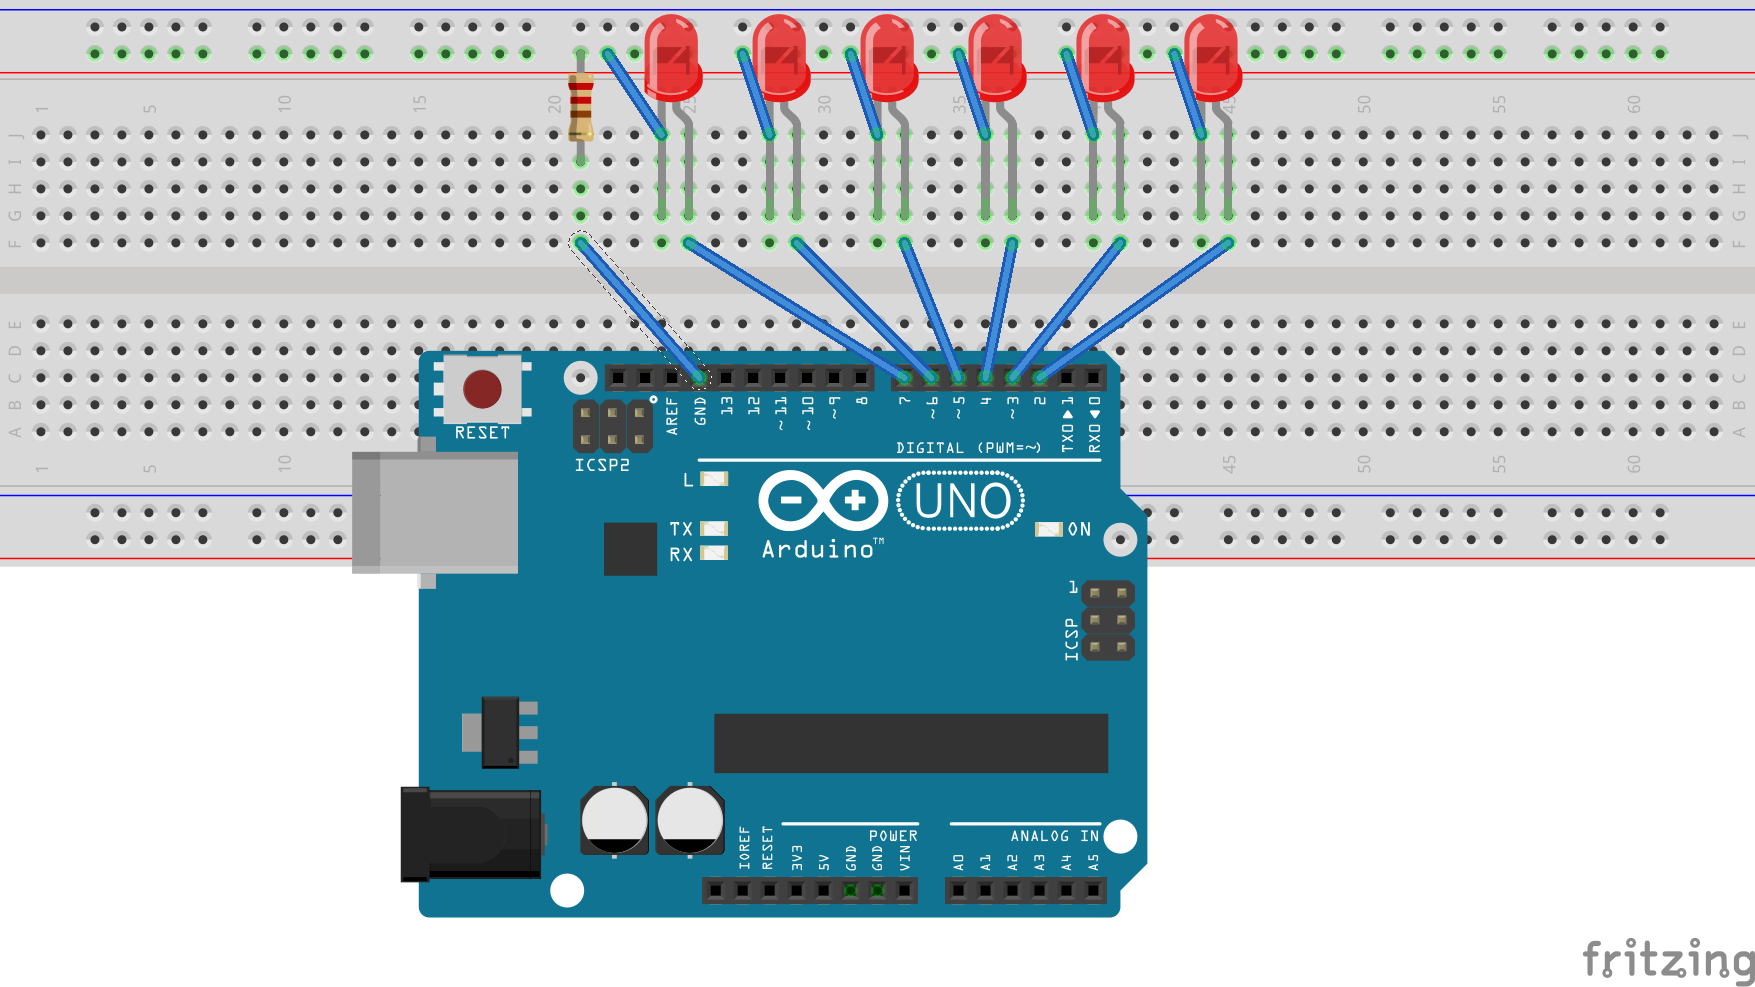 1 5 10 15 20 25 30 35 45 50 55 60
J J
I I
H H
G G
F F
E E
D D
C C
B B
A A
RESET
AREF GND 13 12 ~11 ~10 ~9 8 7 ~6 ~5 4 ~3 2 TX0▶1 RX0◀0
DIGITAL (PWM=~)
ICSP2
1 5 10 45 50 55 60
L
TX
RX
UNO
Arduino™
ON
1
ICSP
POWER
ANALOG IN
IOREF RESET 3V3 5V GND GND VIN A0 A1 A2 A3 A4 A5
fritzing